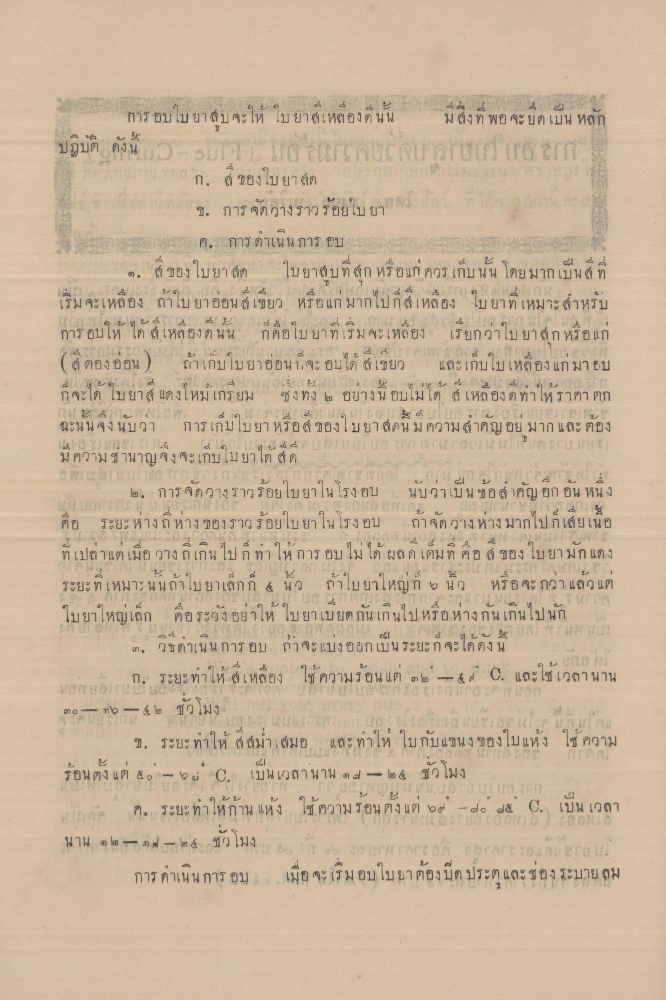 การอบใบยาสูบจะให้ ใบยาสีเหลืองดีนั้น มีสิ่งที่พอจะยึดเป็นหลัก
ปฏิบัติ ดังนี้
ก. สีของใบยาสด
ข. การจัดวางราวร้อยใบยา
ค. การดำเนินการอบ
๑. สีของใบยาสด ใบยาสูบที่สุกหรือแก่ควรเก็บนั้นโดยมากเป็นสีที่
เริ่มจะเหลือง ถ้าใบยาอ่อนสีเขียว หรือแก่มากไปก็สีเหลือง ใบยาที่เหมาะสำหรับ
การอบให้ได้สีเหลืองดีนั้น ก็คือใบยาที่เริ่มจะเหลือง เรียกว่าใบยาสุกหรือแก่
(สีตองอ่อน) ถ้าเก็บใบยาอ่อนก็จะอบได้สีเขียว และเก็บใบเหลืองแก่มาอบ
ก็จะได้ ใบยาสีแดงไหม้เกรียม ซึ่งทั้ง ๒ อย่างนี้อบไม่ได้ สีเหลืองดีทำให้ราคาตก
ฉะนั้นจึงนับว่า การเก็บใบยาหรือสีของใบยาสดนี้มีความสำคัญอยู่มากและต้อง
มีความชำนาญจึงจะเก็บใบยาได้สีดี
๒. การจัดวางราวร้อยใบยาในโรงอบ นับว่าเป็นข้อสำคัญอีกอันหนึ่ง
คือ ระยะห่างถี่ห่างของราวร้อยใบยาในโรงอบ ถ้าจัดวางห่างมากไปก็เสียเนื้อ
ที่เปล่าแต่เมื่อวางถี่เกินไปก็ทำให้การอบไม่ได้ผลดีเต็มที่คือสีของใบยามักแดง
ระยะที่เหมาะนั้นถ้าใบยาเล็กก็ ๔ นิ้ว ถ้าใบยาใหญ่ก็ ๖ นิ้ว หรือจะกว่าแล้วแต่
ใบยาใหญ่เล็ก คือระวังอย่าให้ ใบยาเบียดกันเกินไปหรือห่างกันเกินไปนัก
๓. วิธีดำเนินการอบ ถ้าจะแบ่งออกเป็นระยะก็จะได้ดังนี้
ก. ระยะทำให้สีเหลือง ใช้ความร้อนแต่ ๓๒° — ๔๙° C. และใช้เวลานาน
๓๐ — ๓๖ — ๔๒ ชั่วโมง
ข. ระยะทำให้สีสม่ำเสมอ และทำให้ ใบกับแขนงของใบแห้ง ใช้ความ
ร้อนตั้งแต่ ๕๐° — ๖๘° C. เป็นเวลานาน ๑๘ — ๒๔ ชั่วโมง
ค. ระยะทำให้ก้านแห้ง ใช้ความร้อนตั้งแต่ ๖๙° — ๘๐° ๘๕° C. เป็นเวลา
นาน ๑๒ — ๑๘ — ๒๔ ชั่วโมง
การดำเนินการอบ เมื่อจะเริ่มอบใบยาต้องปิดประตูและช่องระบายลม